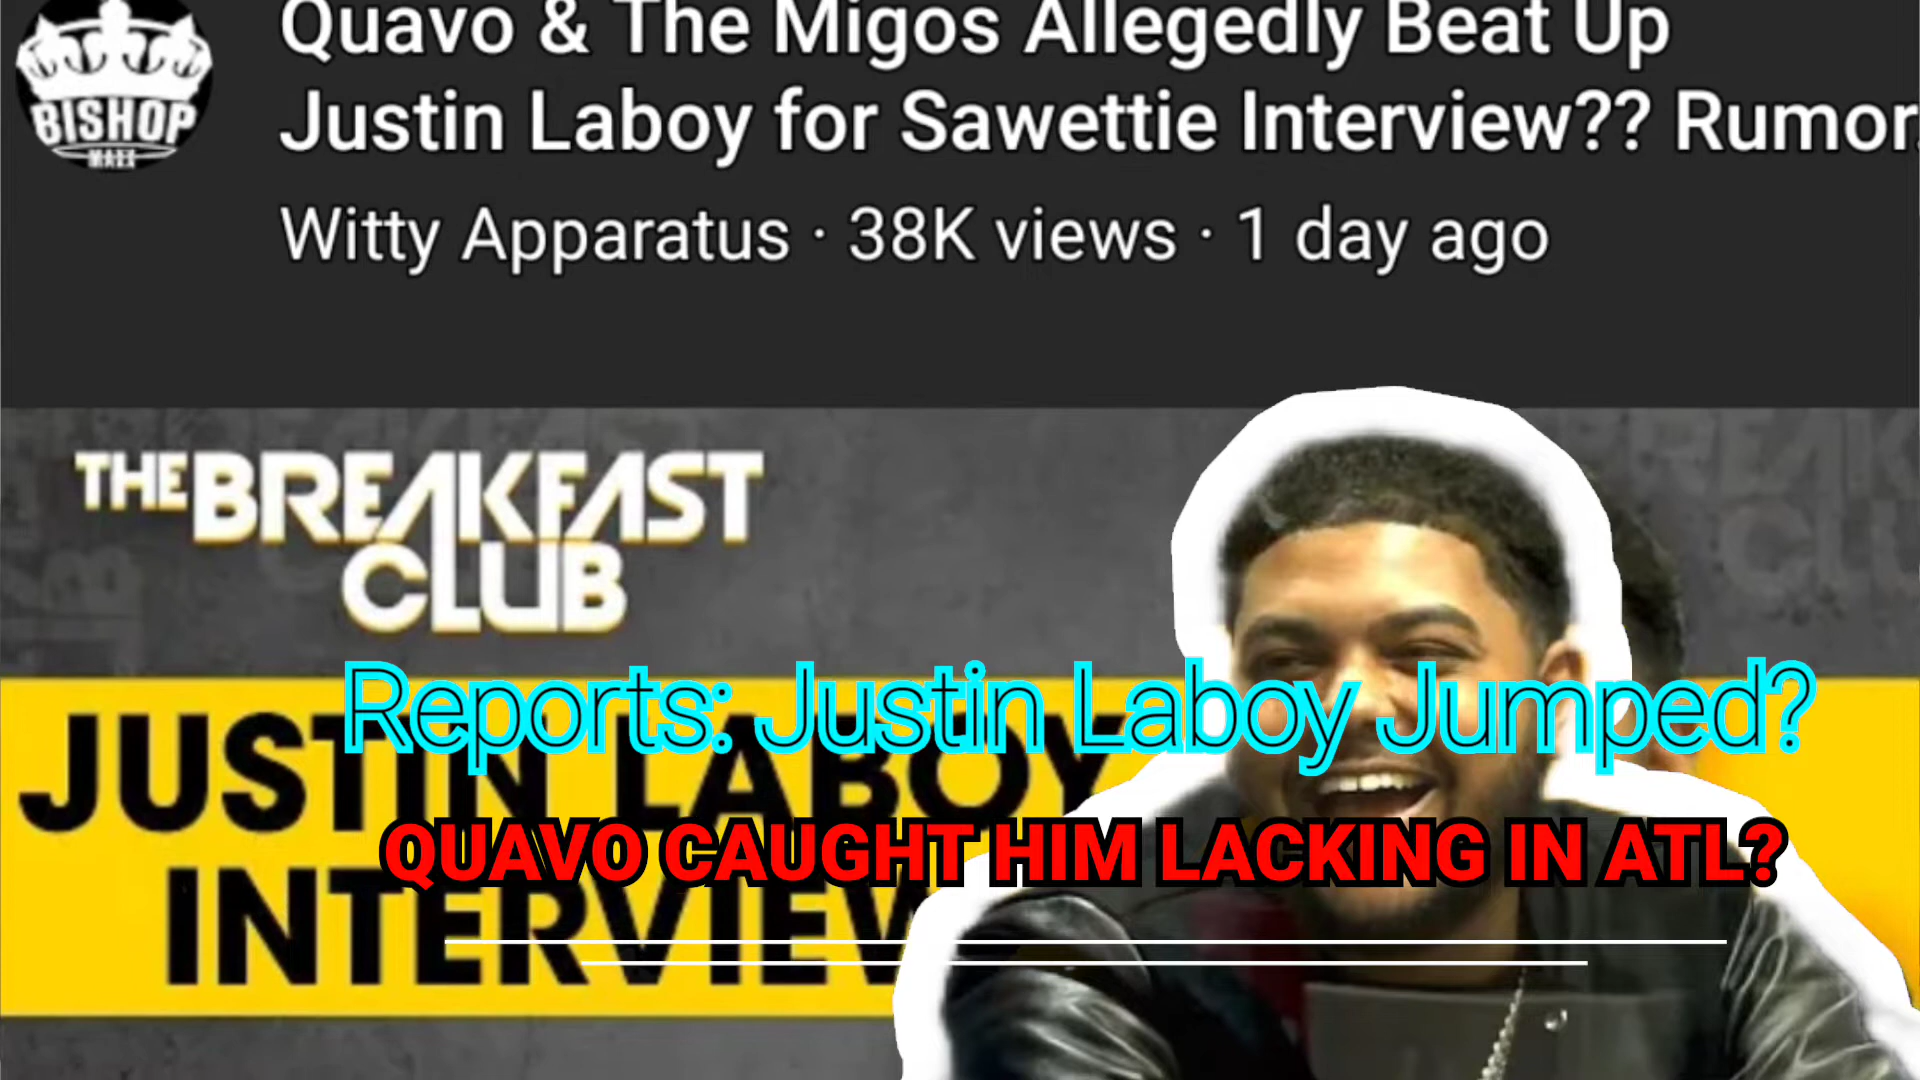 Quavo & The Migos Allegedly Beat Up
BISHOP
Justin Laboy for Sawettie Interview?? Rumor
Witty Apparatus · 38K views · 1 day ago
THE BREAKFAST
CLUB
Reports: Justin Laboy Jumped?
JUSTIN LABOY
QUAVO CAUGHT HIM LACKING IN ATL?
INTERVIEW